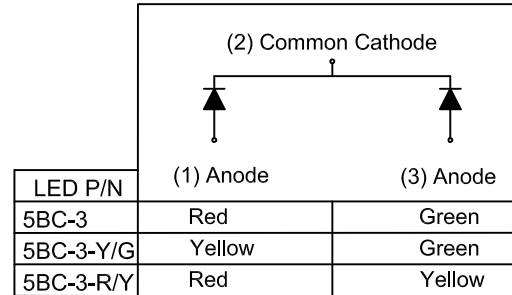 (2) Common Cathode
(1) Anode (3) Anode
LED P/N
5BC-3 Red Green
5BC-3-Y/G Yellow Green
5BC-3-R/Y Red Yellow